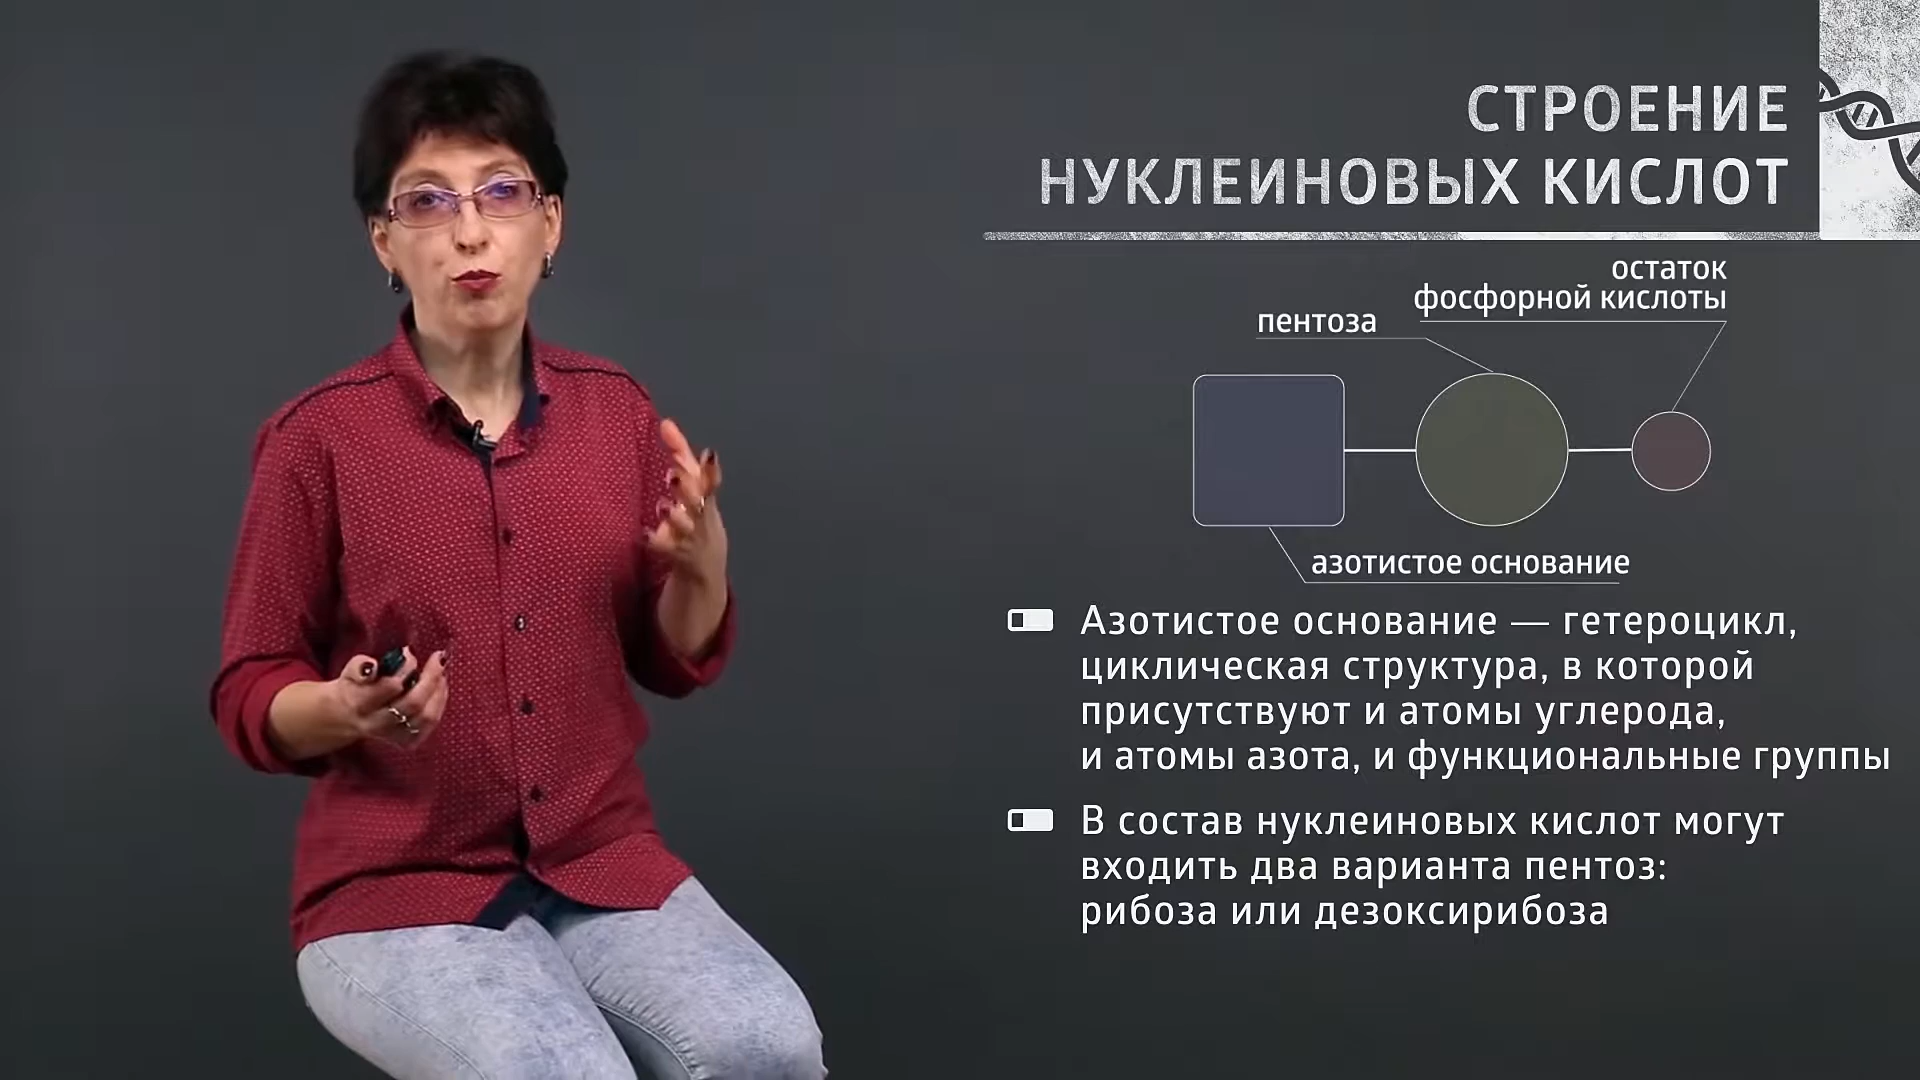 СТРОЕНИЕ
НУКЛЕИНОВЫХ КИСЛОТ
остаток
фосфорной кислоты
пентоза
азотистое основание
Азотистое основание — гетероцикл,
циклическая структура, в которой
присутствуют и атомы углерода,
и атомы азота, и функциональные группы
В состав нуклеиновых кислот могут
входить два варианта пентоз:
рибоза или дезоксирибоза